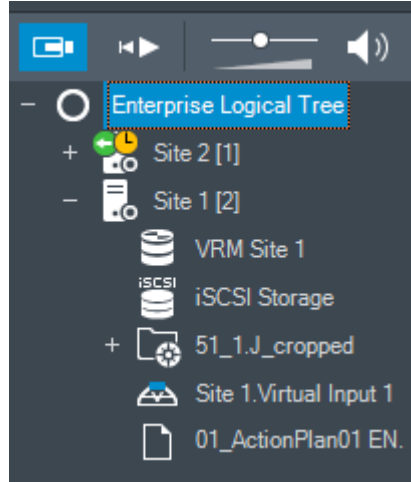 Enterprise Logical Tree
Site 2 [1]
Site 1 [2]
VRM Site 1
iSCSI
iSCSI Storage
51_1.J_cropped
Site 1.Virtual Input 1
01_ActionPlan01 EN.